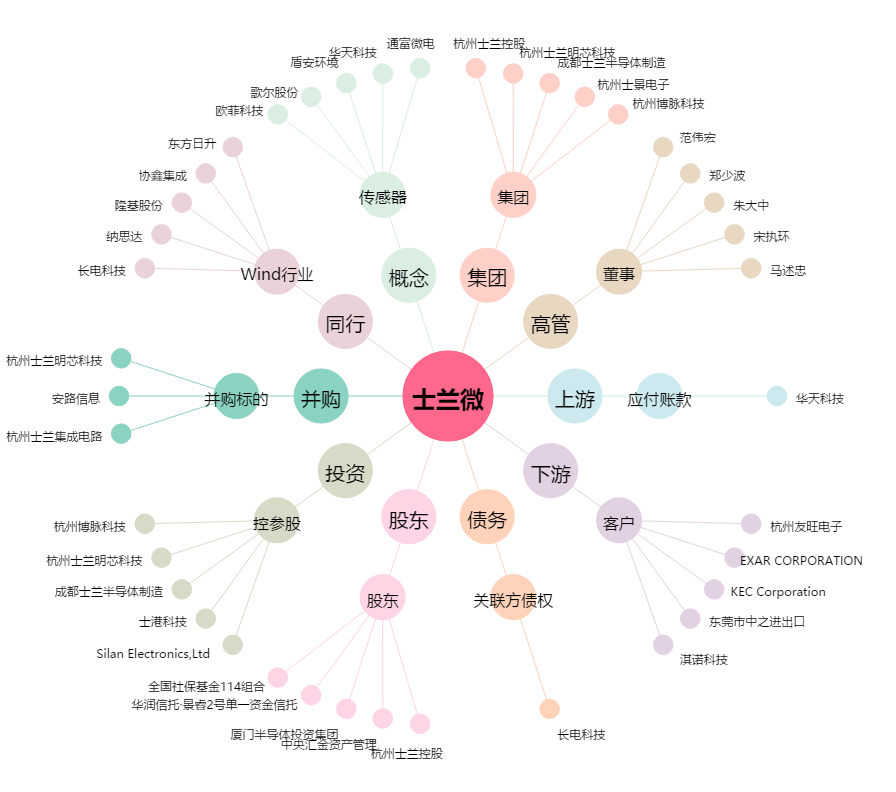 通富微电
杭州士兰控股
华天科技
杭州士兰明芯科技
盾安环境
成都士兰半导体制造
歌尔股份
杭州士景电子
欧菲科技
杭州博脉科技
东方日升
范伟宏
协鑫集成
郑少波
传感器
集团
隆基股份
朱大中
纳思达
宋执环
长电科技
Wind行业
概念
集团
董事
马述忠
同行
高管
杭州士兰明芯科技
安路信息
并购标的
并购
士兰微
上游
应付账款
华天科技
杭州士兰集成电路
投资
下游
杭州博脉科技
控参股
股东
债务
客户
杭州友旺电子
杭州士兰明芯科技
EXAR CORPORATION
成都士兰半导体制造
KEC Corporation
股东
关联方债权
士港科技
东莞市中之进出口
Silan Electronics,Ltd
淇诺科技
全国社保基金114组合
华润信托·景睿2号单一资金信托
厦门半导体投资集团
长电科技
中央汇金资产管理
杭州士兰控股